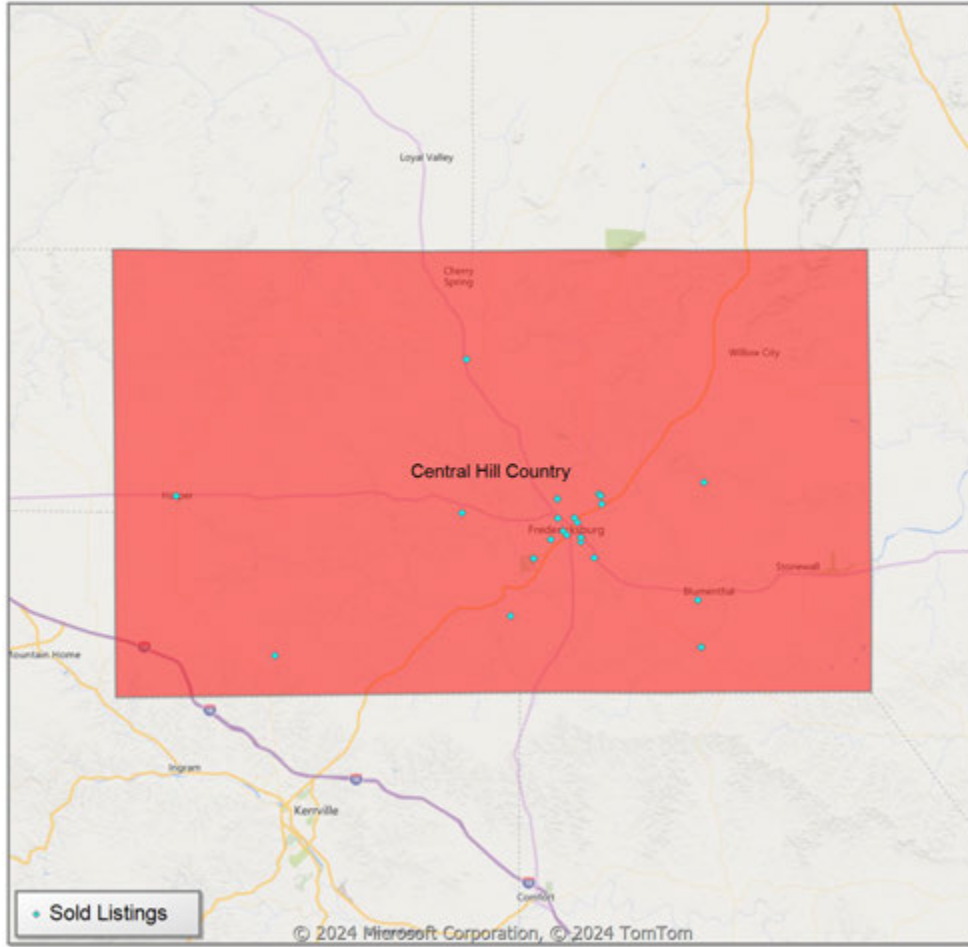 Loyal Valley
Cherry
Spring
Willow City
Central Hill Country
Harper
Fredericksburg
Stonewall
Blumenthal
Mountain Home
Ingram
Kerrville
Comfort
Sold Listings
© 2024 Microsoft Corporation, © 2024 TomTom